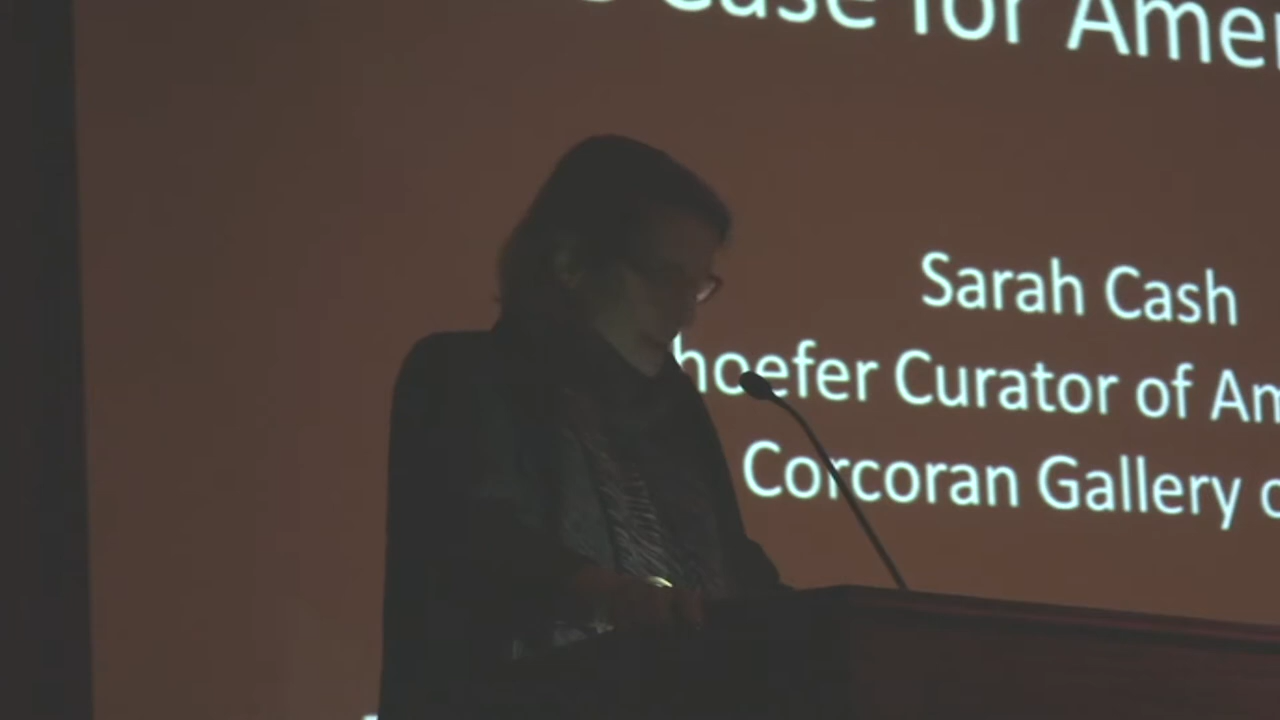 Case for Amer
Sarah Cash
hoefer Curator of Am
Corcoran Gallery o